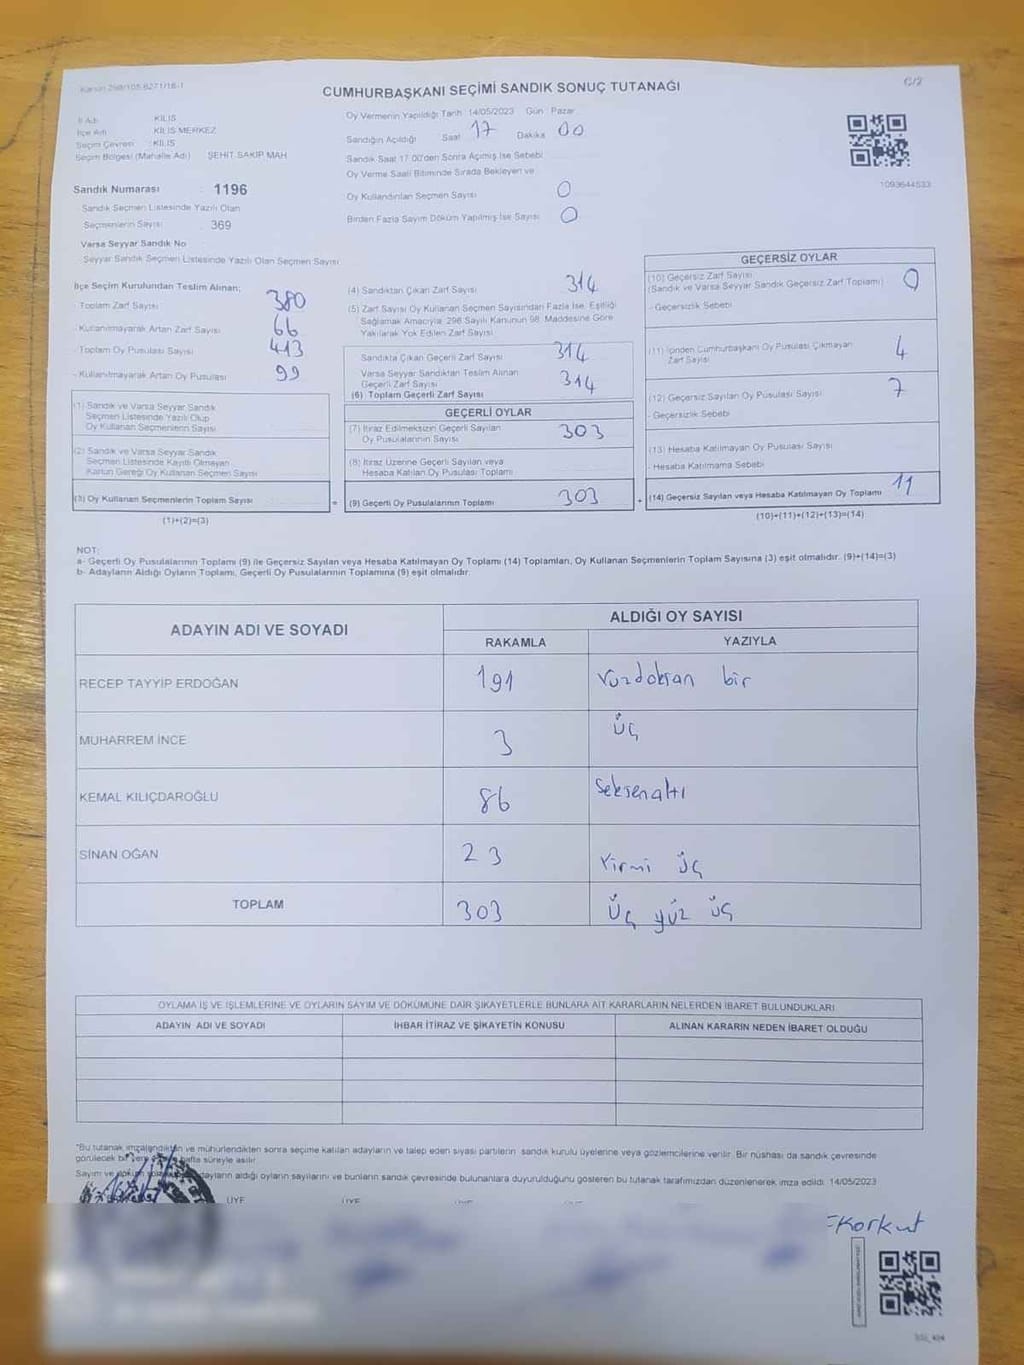 Kanun 298/105 6271/18-1
C/2
CUMHURBAŞKANI SEÇİMİ SANDIK SONUÇ TUTANAĞI
İl Adı KİLİS
İlçe Adı KİLİS MERKEZ
Seçim Çevresi : KİLİS
Seçim Bölgesi (Mahalle Adı) ŞEHİT SAKIP MAH
Sandık Numarası : 1196
Sandık Seçmen Listesinde Yazılı Olan
Seçmenlerin Sayısı : 369
Varsa Seyyar Sandık No
Seyyar Sandık Seçmen Listesinde Yazılı Olan Seçmen Sayısı
Oy Vermenin Yapıldığı Tarih 14/05/2023 Gün : Pazar
Sandığın Açıldığı Saat 17 Dakika 00
Sandık Saat 17.00'den Sonra Açılmış İse Sebebi
Oy Verme Saati Bitiminde Sırada Bekleyen ve
Oy Kullandırılan Seçmen Sayısı 0
Birden Fazla Sayım Döküm Yapılmış İse Sayısı 0
1093644533
İlçe Seçim Kurulundan Teslim Alınan;
- Toplam Zarf Sayısı 380
- Kullanılmayarak Artan Zarf Sayısı 66
- Toplam Oy Pusulası Sayısı 413
- Kullanılmayarak Artan Oy Pusulası 99
(1) Sandık ve Varsa Seyyar Sandık
Seçmen Listesinde Yazılı Olup
Oy Kullanan Seçmenlerin Sayısı
(2) Sandık ve Varsa Seyyar Sandık
Seçmen Listesinde Kayıtlı Olmayan
Kanun Gereği Oy Kullanan Seçmen Sayısı
(3) Oy Kullanan Seçmenlerin Toplam Sayısı
(1)+(2)=(3)
(4) Sandıktan Çıkan Zarf Sayısı 314
(5) Zarf Sayısı Oy Kullanan Seçmen Sayısından Fazla İse, Eşitliği
Sağlamak Amacıyla; 298 Sayılı Kanunun 98. Maddesine Göre
Yakılarak Yok Edilen Zarf Sayısı
Sandıkta Çıkan Geçerli Zarf Sayısı 314
Varsa Seyyar Sandıktan Teslim Alınan
Geçerli Zarf Sayısı 314
(6) Toplam Geçerli Zarf Sayısı
GEÇERLİ OYLAR
(7) İtiraz Edilmeksizin Geçerli Sayılan
Oy Pusulalarının Sayısı 303
(8) İtiraz Üzerine Geçerli Sayılan veya
Hesaba Katılan Oy Pusulası Toplamı
= (9) Geçerli Oy Pusulalarının Toplamı 303 +
GEÇERSİZ OYLAR
(10) Geçersiz Zarf Sayısı
(Sandık ve Varsa Seyyar Sandık Geçersiz Zarf Toplamı) 0
- Geçersizlik Sebebi
(11) İçinden Cumhurbaşkanı Oy Pusulası Çıkmayan
Zarf Sayısı 4
(12) Geçersiz Sayılan Oy Pusulası Sayısı 7
- Geçersizlik Sebebi
(13) Hesaba Katılmayan Oy Pusulası Sayısı
- Hesaba Katılmama Sebebi
(14) Geçersiz Sayılan veya Hesaba Katılmayan Oy Toplamı 11
(10)+(11)+(12)+(13)=(14)
NOT:
a- Geçerli Oy Pusulalarının Toplamı (9) ile Geçersiz Sayılan veya Hesaba Katılmayan Oy Toplamı (14) Toplamları, Oy Kullanan Seçmenlerin Toplam Sayısına (3) eşit olmalıdır. (9)+(14)=(3)
b- Adayların Aldığı Oyların Toplamı, Geçerli Oy Pusulalarının Toplamına (9) eşit olmalıdır.
ADAYIN ADI VE SOYADI ALDIĞI OY SAYISI
RAKAMLA YAZIYLA
RECEP TAYYİP ERDOĞAN 191 Yüzdoksan bir
MUHARREM İNCE 3 üç
KEMAL KILIÇDAROĞLU 86 Seksenaltı
SİNAN OĞAN 23 Yirmi üç
TOPLAM 303 Üç yüz üç
OYLAMA İŞ VE İŞLEMLERİNE VE OYLARIN SAYIM VE DÖKÜMÜNE DAİR ŞİKAYETLERLE BUNLARA AİT KARARLARIN NELERDEN İBARET BULUNDUKLARI
ADAYIN ADI VE SOYADI İHBAR İTİRAZ VE ŞİKAYETİN KONUSU ALINAN KARARIN NEDEN İBARET OLDUĞU
*Bu tutanak imzalandıktan ve mühürlendikten sonra seçime katılan adayların ve talep eden siyasi partilerin sandık kurulu üyelerine veya gözlemcilerine verilir. Bir nüshası da sandık çevresinde
görülecek bir yere hafta süreyle asılır
Sayım ve adayların aldığı oyların sayılarını ve bunların sandık çevresinde bulunanlara duyurulduğunu gösteren bu tutanak tarafımızdan düzenlenerek imza edildi. 14/05/2023
ÜYE ÜYE
Korkut